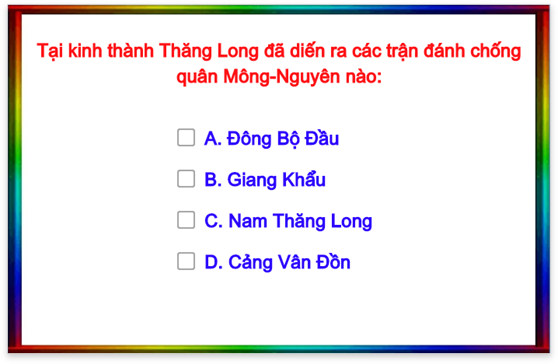 Tại kinh thành Thăng Long đã diến ra các trận đánh chống
quân Mông-Nguyên nào:
A. Đông Bộ Đầu
B. Giang Khẩu
C. Nam Thăng Long
D. Cảng Vân Đồn